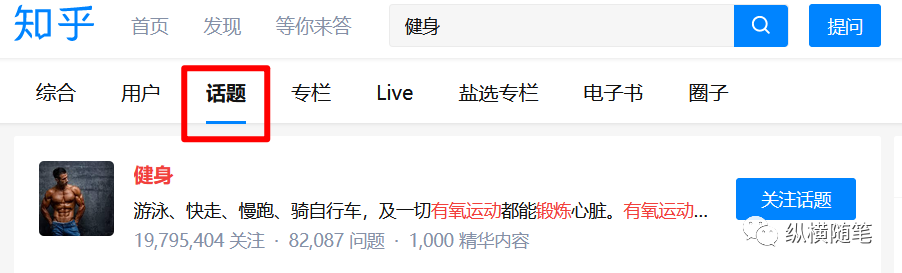 知乎 首页 发现 等你来答 健身 提问
综合 用户 话题 专栏 Live 盐选专栏 电子书 圈子
健身
游泳、快走、慢跑、骑自行车，及一切有氧运动都能锻炼心脏。有氧运动...
关注话题
19,795,404 关注 · 82,087 问题 · 1,000 精华内容
纵横随笔